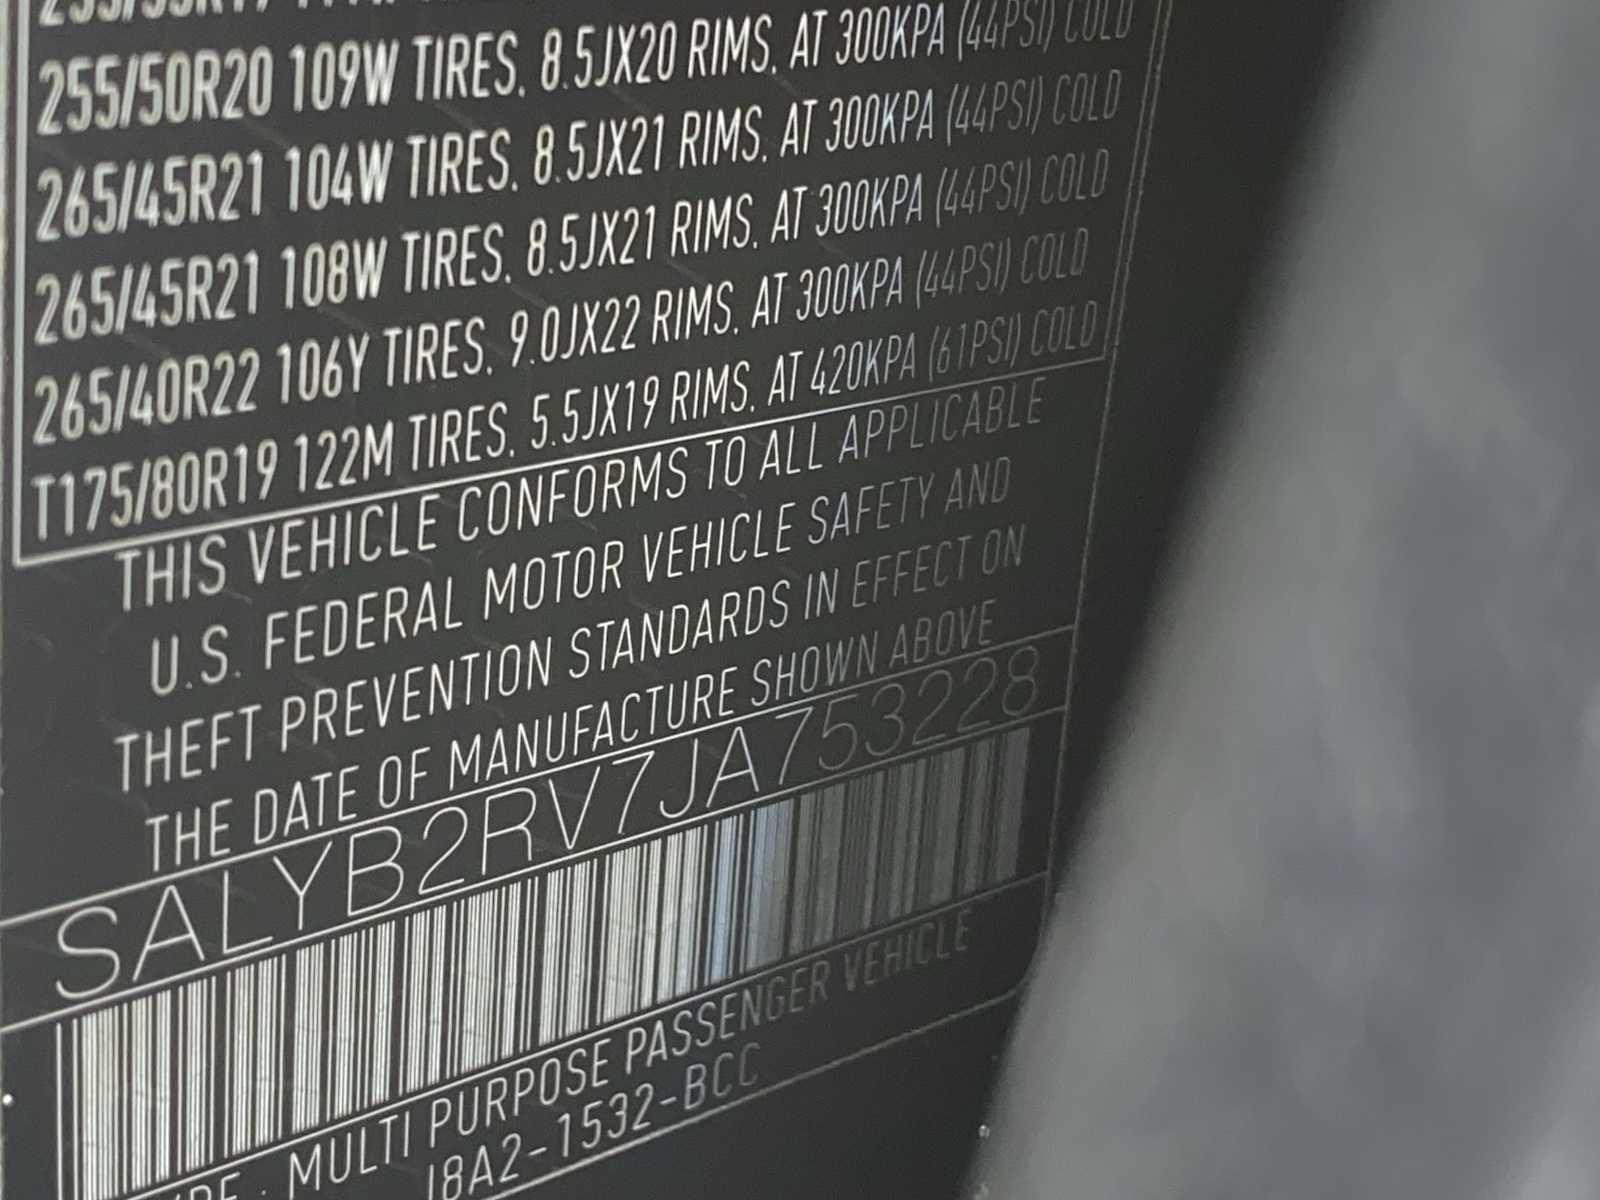 255/50R20 109W TIRES, 8.5JX20 RIMS, AT 300KPA (44PSI) COLD
265/45R21 104W TIRES, 8.5JX21 RIMS, AT 300KPA (44PSI) COLD
265/45R21 108W TIRES, 8.5JX21 RIMS, AT 300KPA (44PSI) COLD
265/40R22 106Y TIRES, 9.0JX22 RIMS, AT 300KPA (44PSI) COLD
T175/80R19 122M TIRES, 5.5JX19 RIMS, AT 420KPA (61PSI) COLD
THIS VEHICLE CONFORMS TO ALL APPLICABLE
U.S. FEDERAL MOTOR VEHICLE SAFETY AND
THEFT PREVENTION STANDARDS IN EFFECT ON
THE DATE OF MANUFACTURE SHOWN ABOVE
SALYB2RV7JA753228
: MULTI PURPOSE PASSENGER VEHICLE
J8A2-1532-BCC